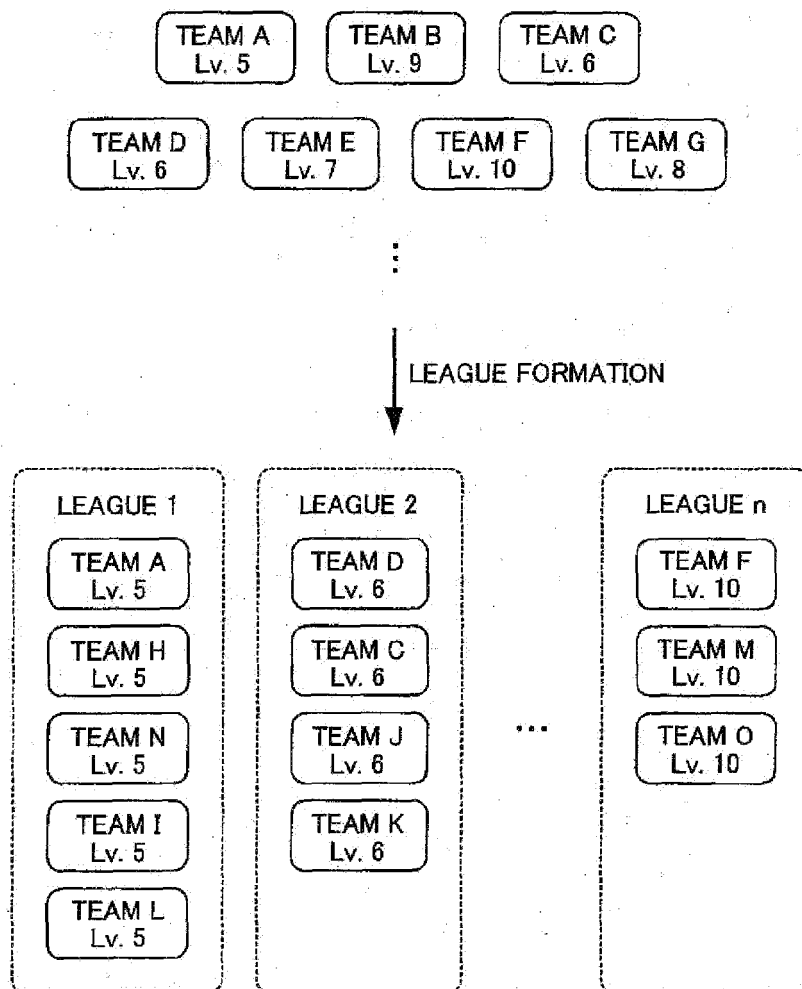 TEAM A
Lv. 5
TEAM B
Lv. 9
TEAM C
Lv. 6
TEAM D
Lv. 6
TEAM E
Lv. 7
TEAM F
Lv. 10
TEAM G
Lv. 8
⋮
LEAGUE FORMATION
LEAGUE 1
TEAM A
Lv. 5
TEAM H
Lv. 5
TEAM N
Lv. 5
TEAM I
Lv. 5
TEAM L
Lv. 5
LEAGUE 2
TEAM D
Lv. 6
TEAM C
Lv. 6
TEAM J
Lv. 6
TEAM K
Lv. 6
...
LEAGUE n
TEAM F
Lv. 10
TEAM M
Lv. 10
TEAM O
Lv. 10